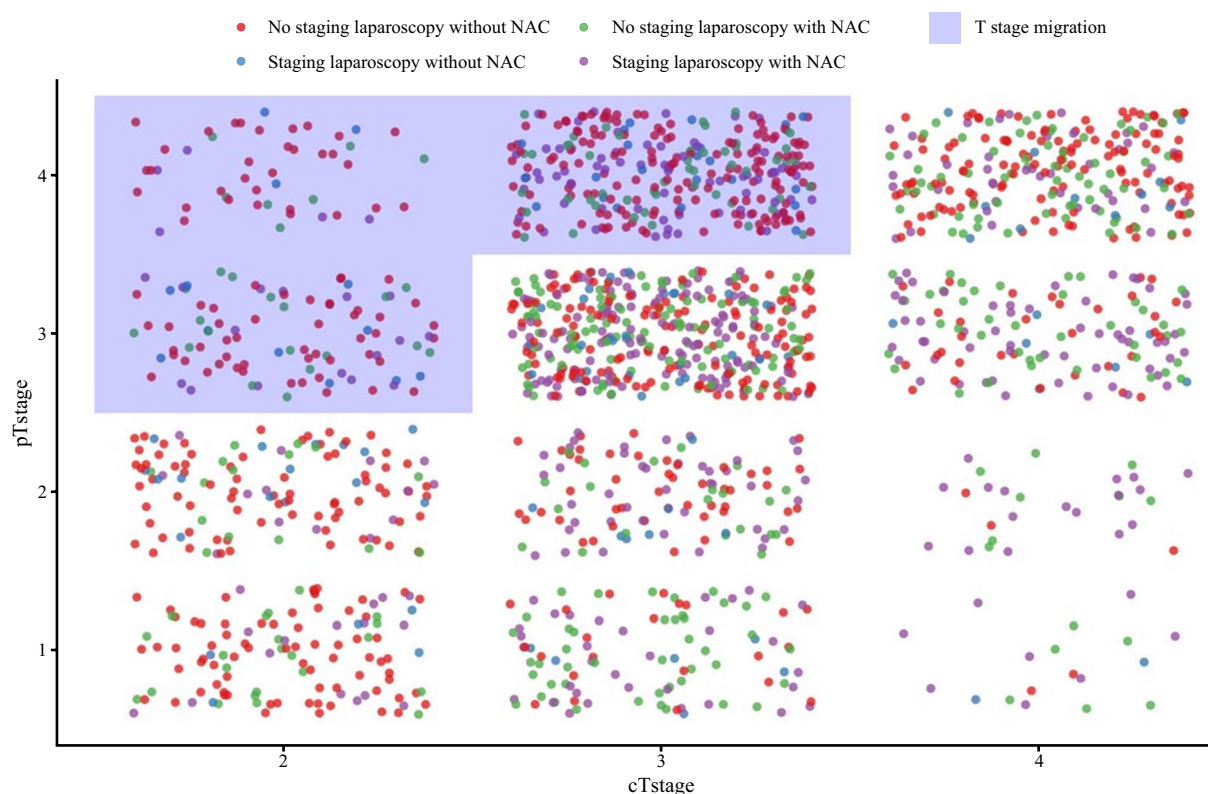 No staging laparoscopy without NAC
No staging laparoscopy with NAC
T stage migration
Staging laparoscopy without NAC
Staging laparoscopy with NAC
4
3
2
1
pTstage
2
3
4
cTstage